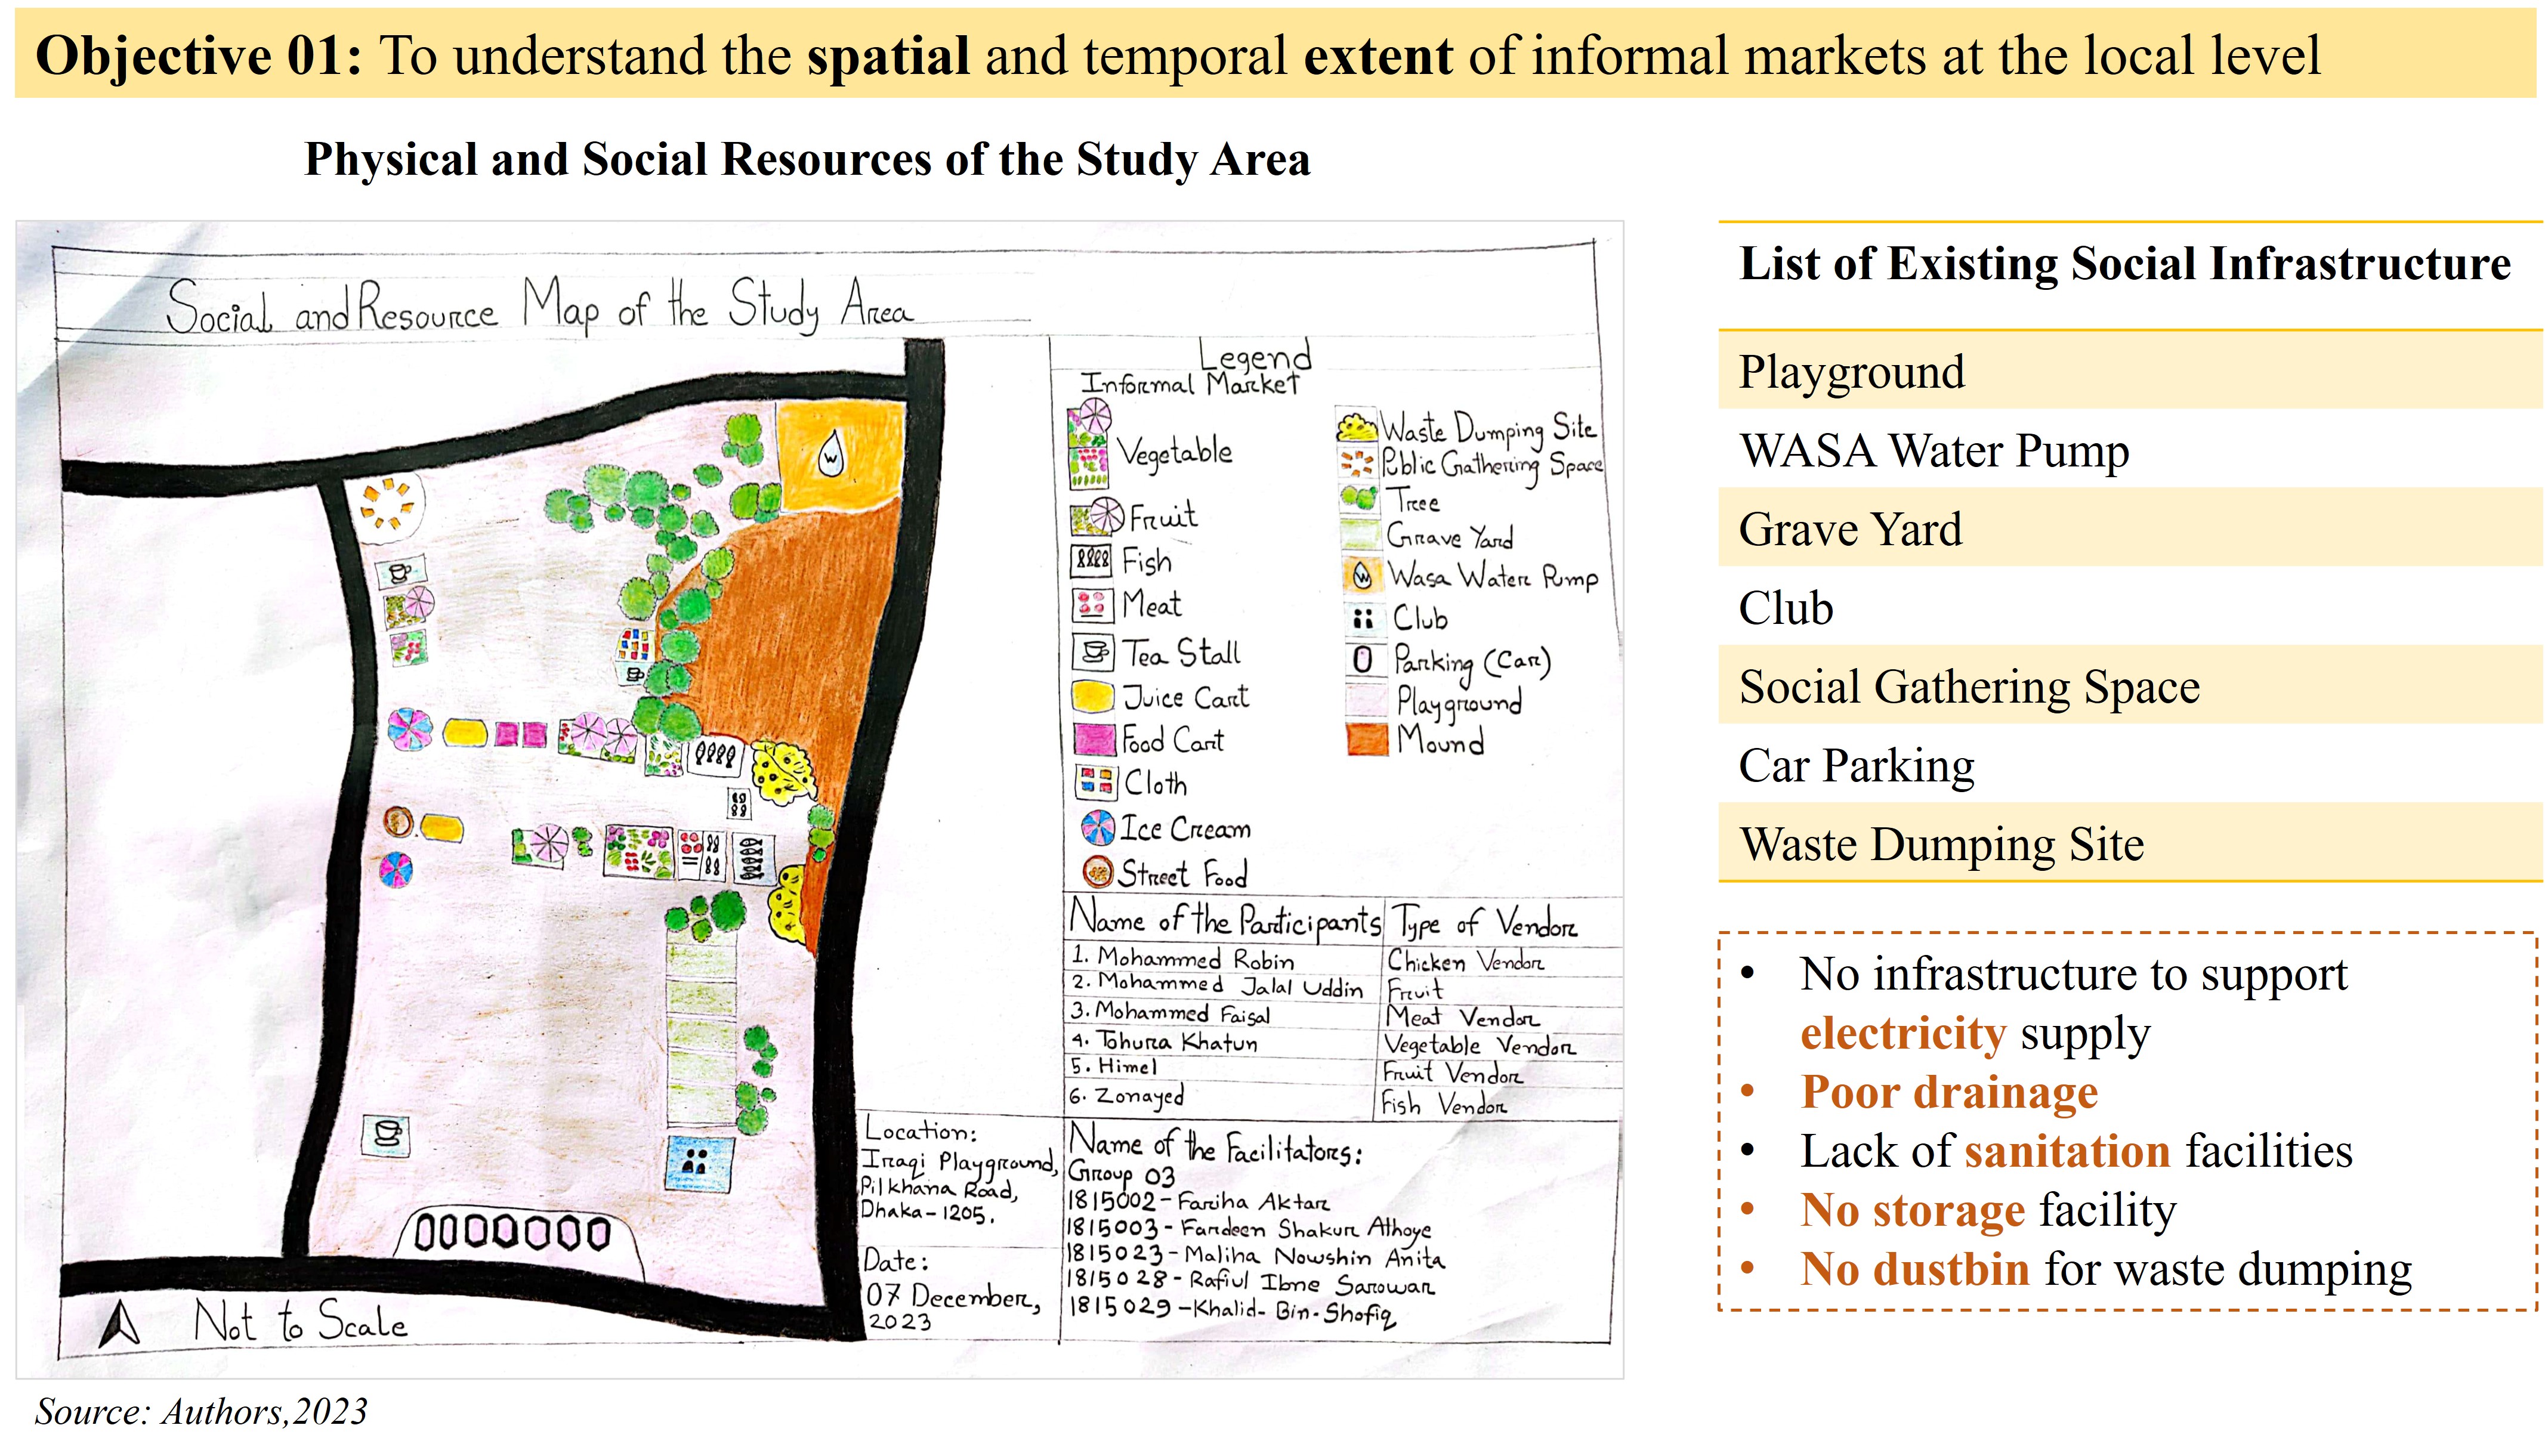 Objective 01: To understand the spatial and temporal extent of informal markets at the local level
Physical and Social Resources of the Study Area
Social and Resource Map of the Study Area
W
Legend
Informal Market
Vegetable
Fruit
Fish
Meat
Tea Stall
Juice Cart
Food Cart
Cloth
Ice Cream
Street Food
Waste Dumping Site
Public Gathering Space
Tree
Grave Yard
W
Wasa Water Pump
Club
Parking (Car)
Playground
Mound
Name of the Participants Type of Vendor
1. Mohammed Robin Chicken Vendor
2. Mohammed Jalal Uddin Fruit
3. Mohammed Faisal Meat Vendor
4. Tohura Khatun Vegetable Vendor
5. Himel Fruit Vendor
6. Zonayed Fish Vendor
Location:
Iraqi Playground,
Pilkhana Road,
Dhaka-1205.
Date:
07 December,
2023
Name of the Facilitators:
Group 03
1815002 - Fariha Aktar
1815003 - Fardeen Shakur Athoye
1815023 - Maliha Nowshin Anita
1815028 - Rafiul Ibne Sarowar
1815029 - Khalid-Bin-Shofiq
Not to Scale
Source: Authors,2023
List of Existing Social Infrastructure
Playground
WASA Water Pump
Grave Yard
Club
Social Gathering Space
Car Parking
Waste Dumping Site
• No infrastructure to support
electricity supply
• Poor drainage
• Lack of sanitation facilities
• No storage facility
• No dustbin for waste dumping